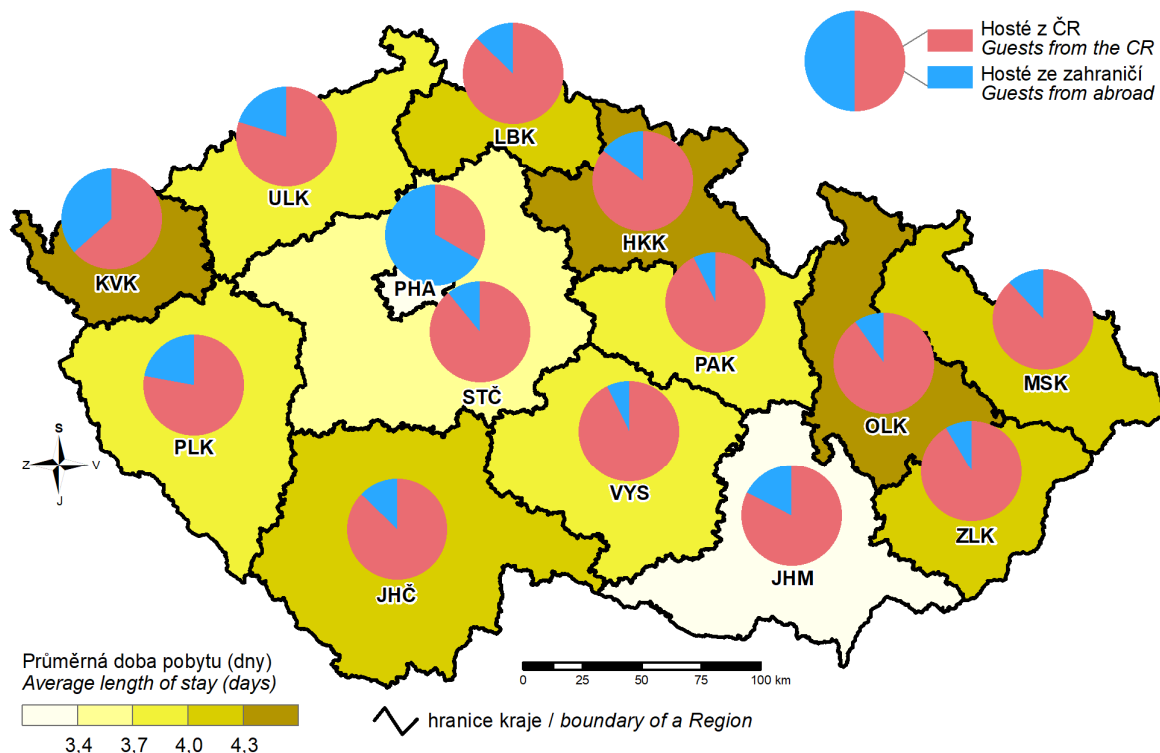 Hosté z ČR
Guests from the CR
Hosté ze zahraničí
Guests from abroad
LBK
ULK
HKK
KVK
PHA
PAK
MSK
STČ
OLK
PLK
VYS
ZLK
JHM
JHČ
S
Z V
J
Průměrná doba pobytu (dny)
Average length of stay (days)
3,4 3,7 4,0 4,3
0 25 50 75 100 km
hranice kraje / boundary of a Region